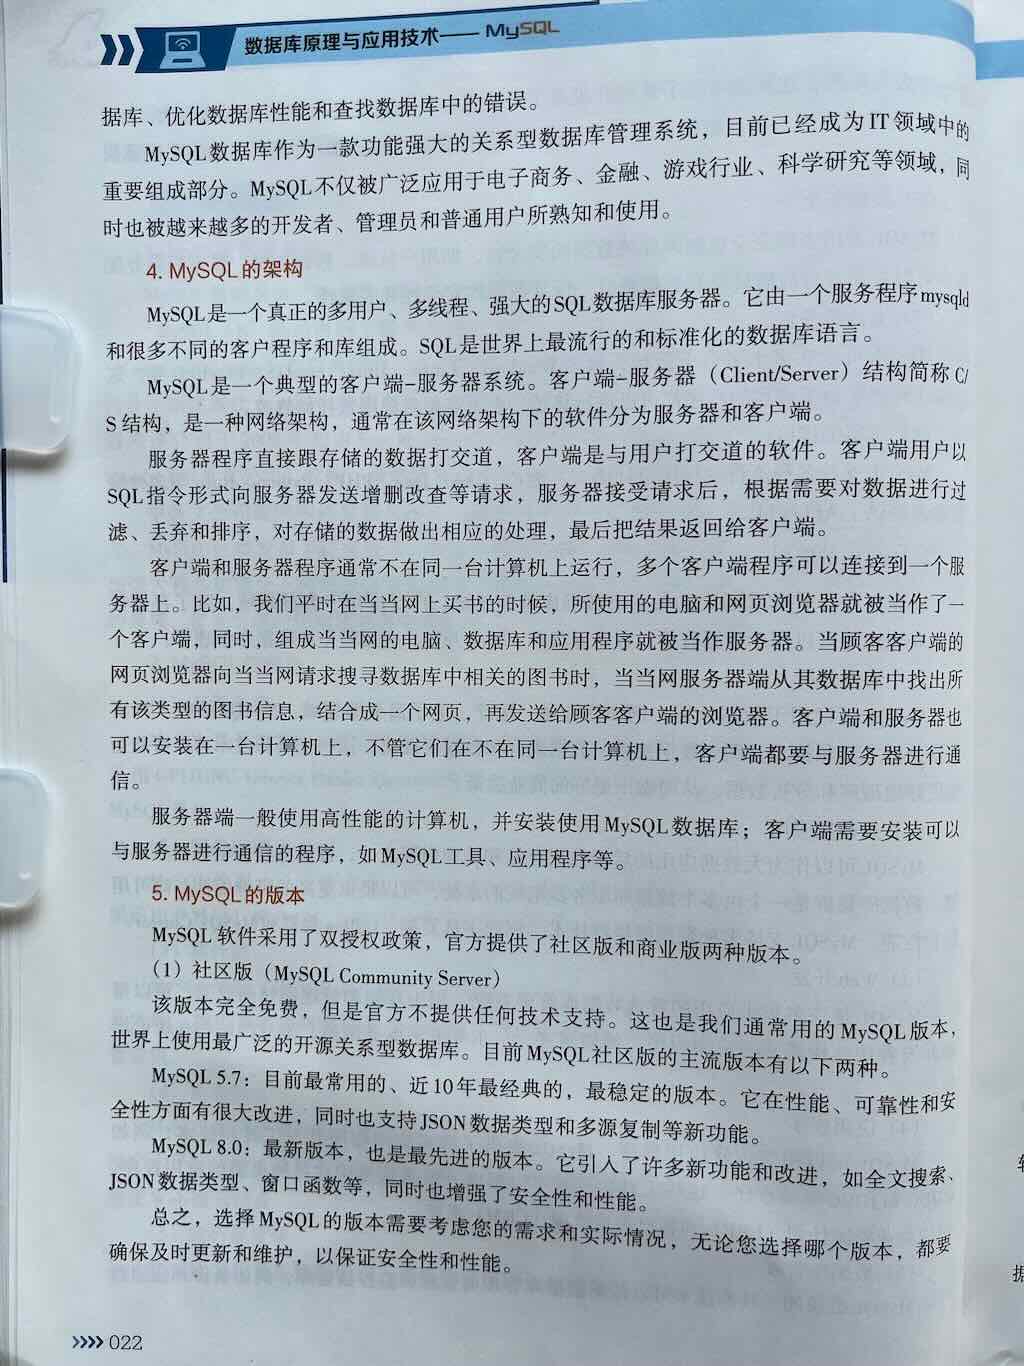 数据库原理与应用技术—— MySQL
据库、优化数据库性能和查找数据库中的错误。
MySQL数据库作为一款功能强大的关系型数据库管理系统，目前已经成为 IT 领域中的
重要组成部分。MySQL不仅被广泛应用于电子商务、金融、游戏行业、科学研究等领域，同
时也被越来越多的开发者、管理员和普通用户所熟知和使用。
4. MySQL的架构
MySQL是一个真正的多用户、多线程、强大的SQL数据库服务器。它由一个服务程序mysqld
和很多不同的客户程序和库组成。SQL是世界上最流行的和标准化的数据库语言。
MySQL是一个典型的客户端-服务器系统。客户端-服务器（Client/Server）结构简称 C/
S 结构，是一种网络架构，通常在该网络架构下的软件分为服务器和客户端。
服务器程序直接跟存储的数据打交道，客户端是与用户打交道的软件。客户端用户以
SQL指令形式向服务器发送增删改查等请求，服务器接受请求后，根据需要对数据进行过
滤、丢弃和排序，对存储的数据做出相应的处理，最后把结果返回给客户端。
客户端和服务器程序通常不在同一台计算机上运行，多个客户端程序可以连接到一个服
务器上。比如，我们平时在当当网上买书的时候，所使用的电脑和网页浏览器就被当作了一
个客户端，同时，组成当当网的电脑、数据库和应用程序就被当作服务器。当顾客客户端的
网页浏览器向当当网请求搜寻数据库中相关的图书时，当当网服务器端从其数据库中找出所
有该类型的图书信息，结合成一个网页，再发送给顾客客户端的浏览器。客户端和服务器也
可以安装在一台计算机上，不管它们在不在同一台计算机上，客户端都要与服务器进行通
信。
服务器端一般使用高性能的计算机，并安装使用MySQL数据库；客户端需要安装可以
与服务器进行通信的程序，如MySQL工具、应用程序等。
5. MySQL的版本
MySQL 软件采用了双授权政策，官方提供了社区版和商业版两种版本。
（1）社区版（MySQL Community Server）
该版本完全免费，但是官方不提供任何技术支持。这也是我们通常用的 MySQL版本，
世界上使用最广泛的开源关系型数据库。目前MySQL社区版的主流版本有以下两种。
MySQL 5.7：目前最常用的、近10年最经典的，最稳定的版本。它在性能、可靠性和安
全性方面有很大改进，同时也支持JSON数据类型和多源复制等新功能。
MySQL 8.0：最新版本，也是最先进的版本。它引入了许多新功能和改进，如全文搜索、
JSON数据类型、窗口函数等，同时也增强了安全性和性能。
总之，选择MySQL的版本需要考虑您的需求和实际情况，无论您选择哪个版本，都要
确保及时更新和维护，以保证安全性和性能。
022